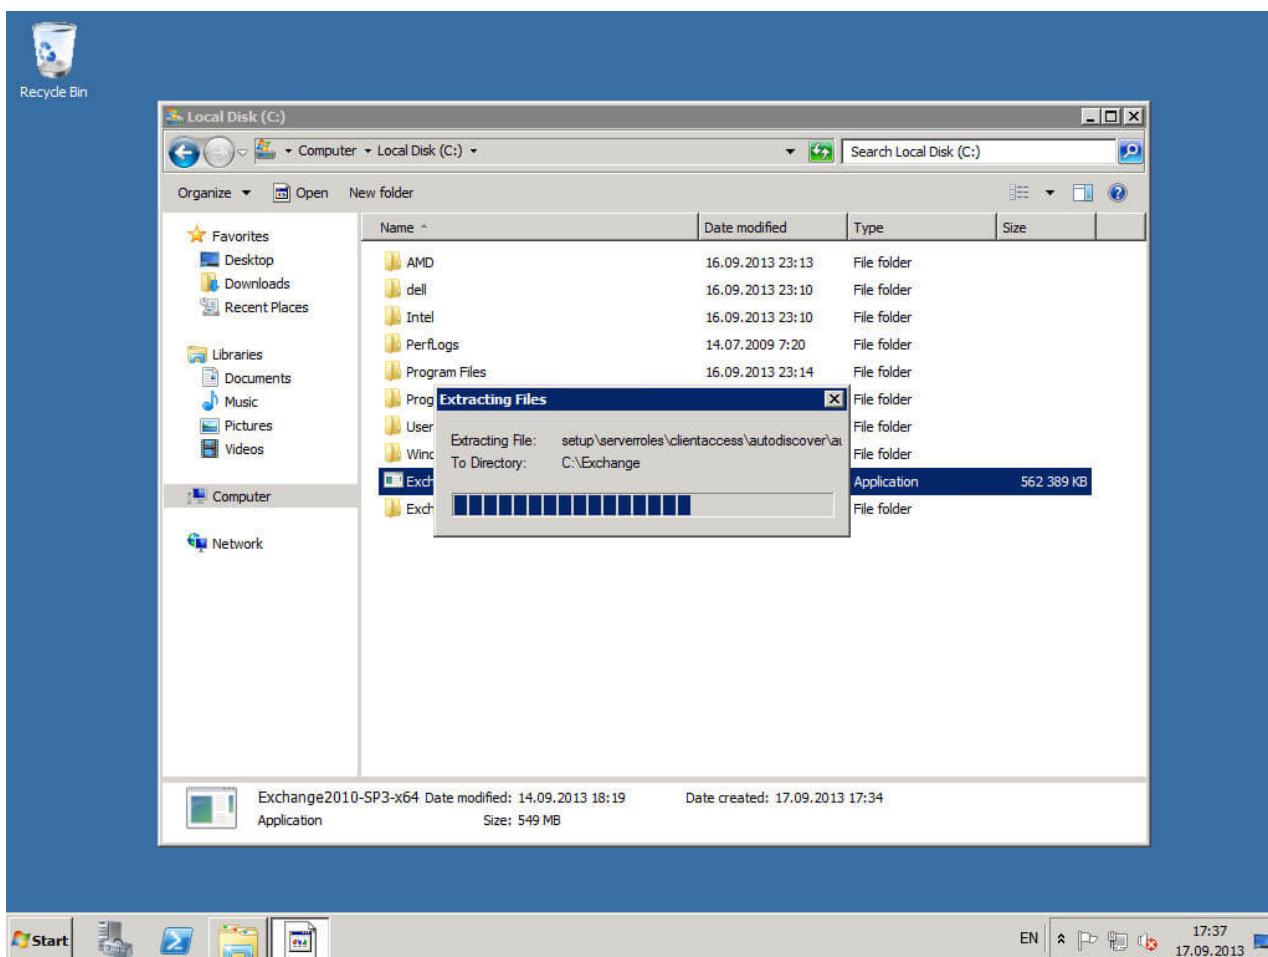 Recycle Bin
Local Disk (C:)
Computer Local Disk (C:)
Search Local Disk (C:)
Organize Open New folder
Name Date modified Type Size
Favorites
Desktop
Downloads
Recent Places
Libraries
Documents
Music
Pictures
Videos
Computer
Network
AMD 16.09.2013 23:13 File folder
dell 16.09.2013 23:10 File folder
Intel 16.09.2013 23:10 File folder
PerfLogs 14.07.2009 7:20 File folder
Program Files 16.09.2013 23:14 File folder
Prog File folder
User File folder
Winc File folder
Exch Application 562 389 KB
Exch File folder
Extracting Files
Extracting File: setup\serverroles\clientaccess\autodiscover\au
To Directory: C:\Exchange
Exchange2010-SP3-x64 Date modified: 14.09.2013 18:19 Date created: 17.09.2013 17:34
Application Size: 549 MB
Start
EN
17:37
17.09.2013